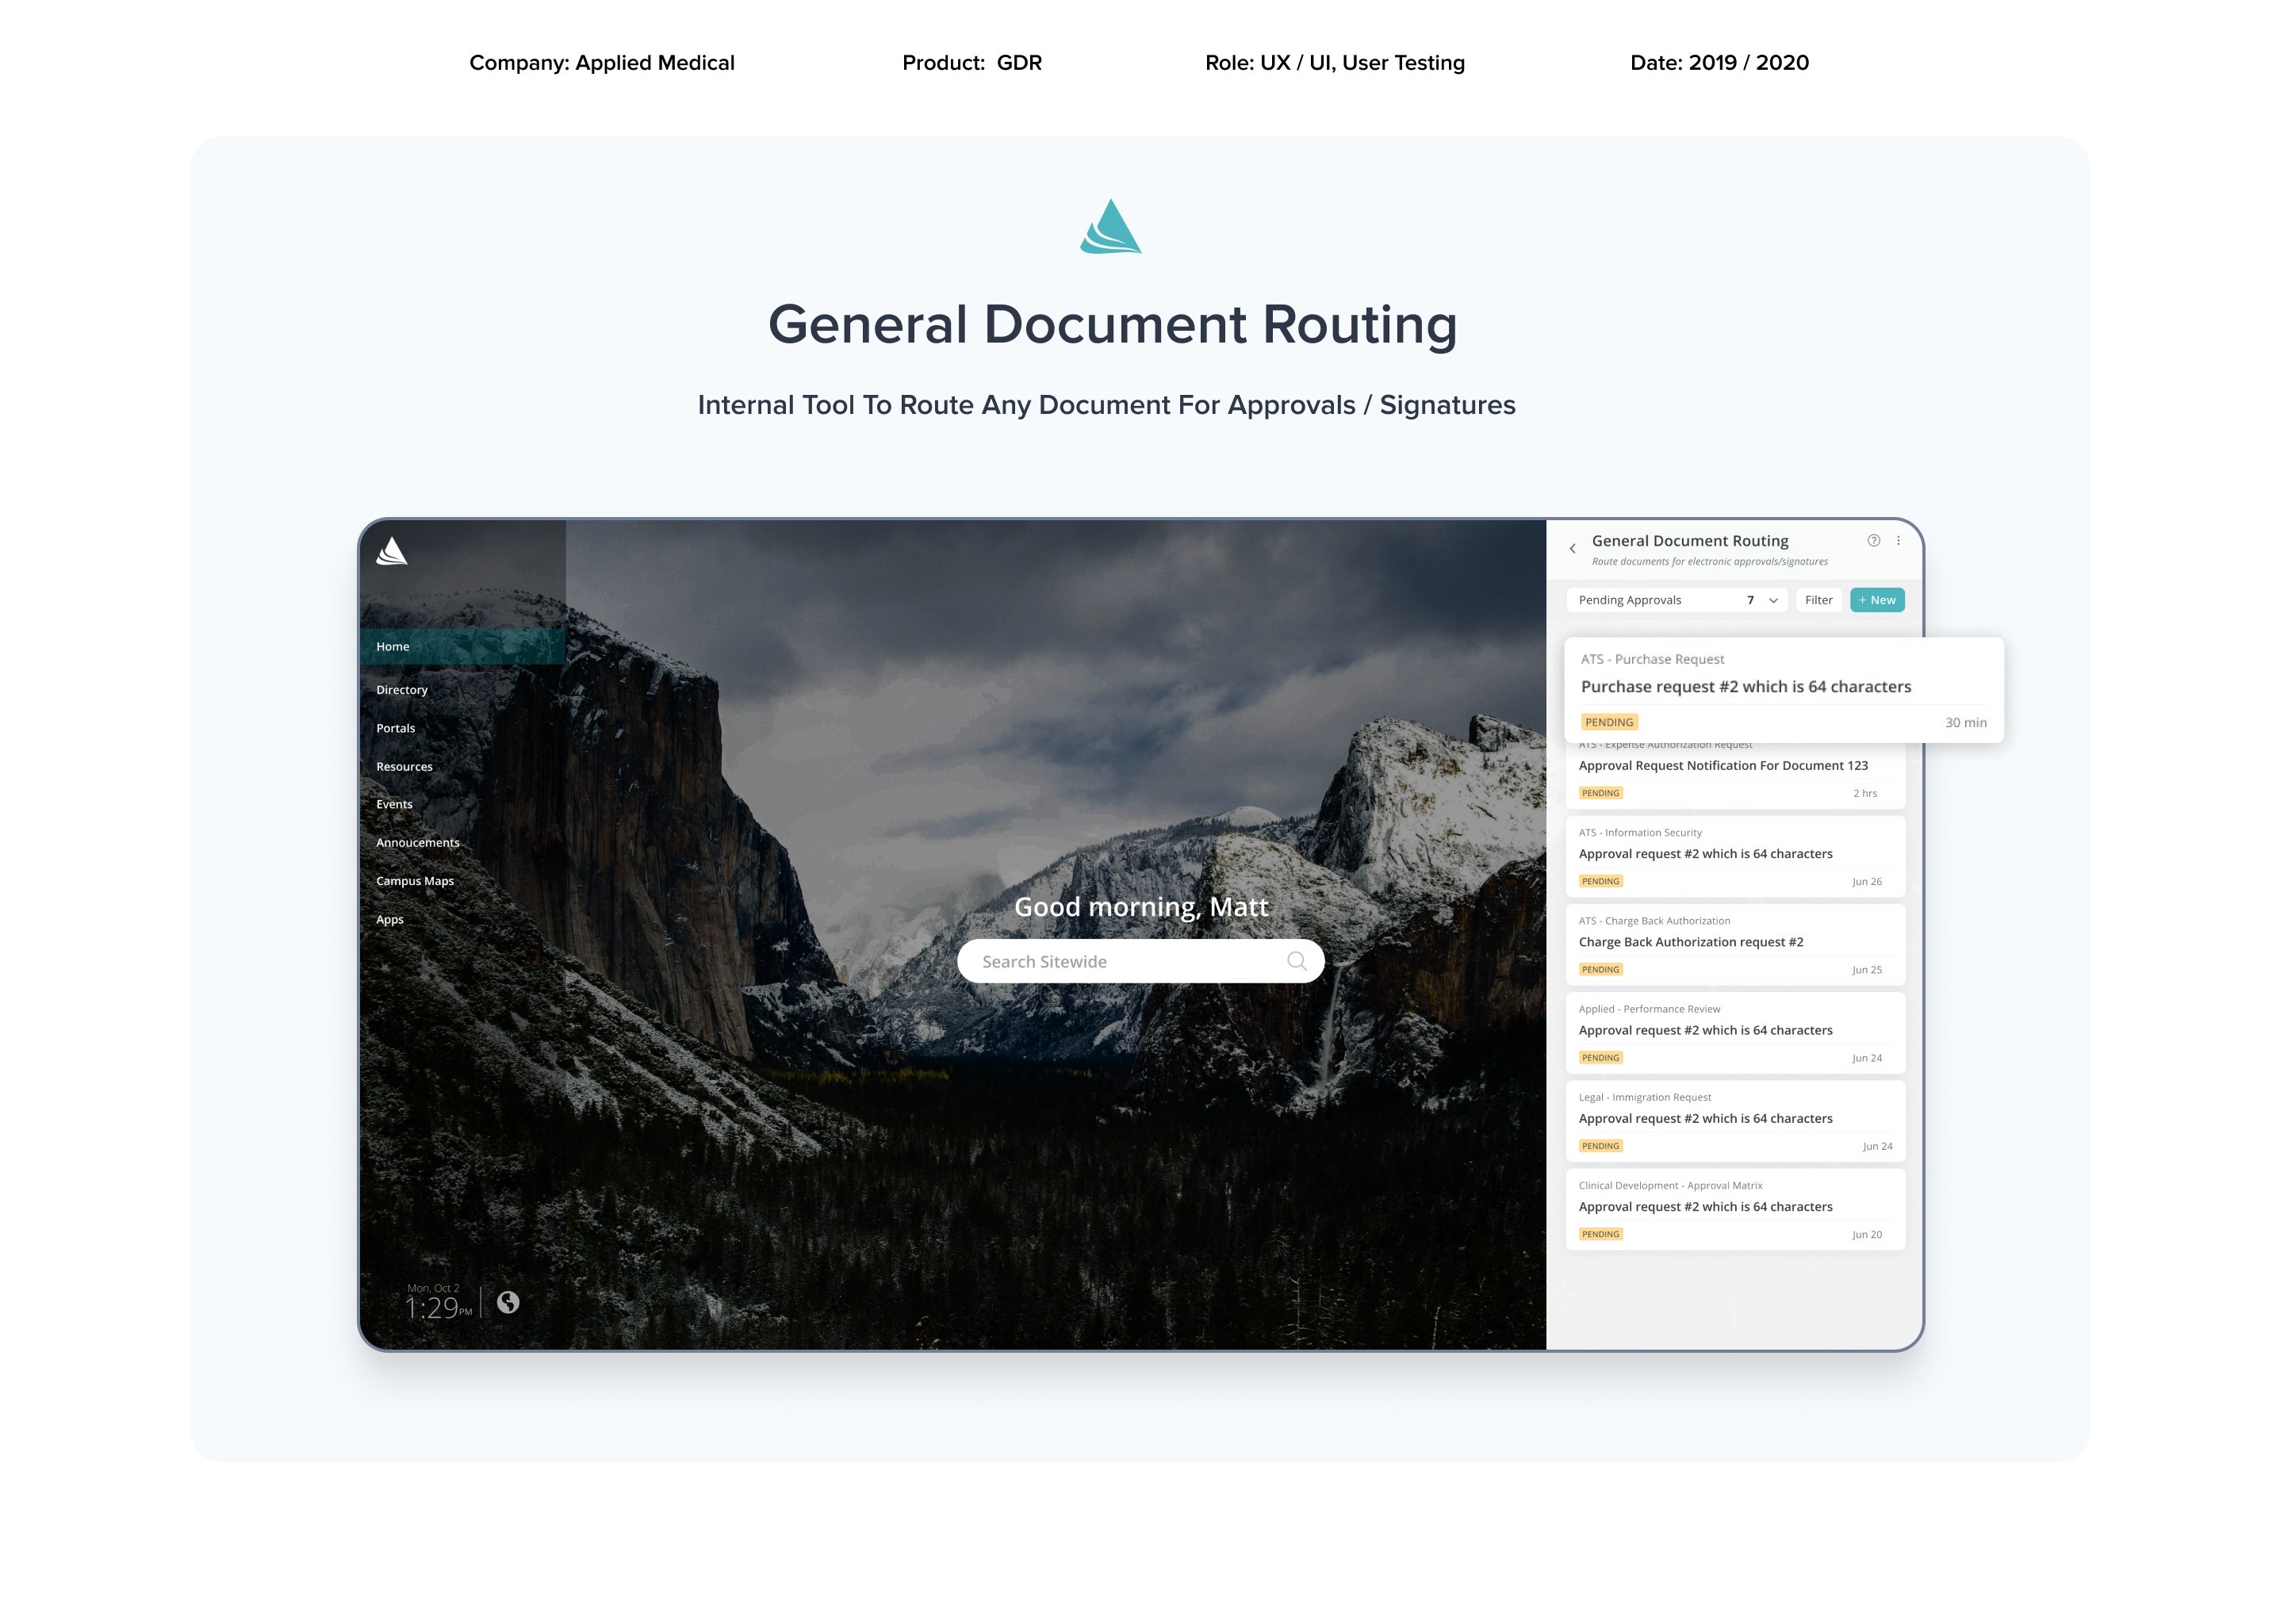 Company: Applied Medical
Product: GDR
Role: UX / UI, User Testing
Date: 2019 / 2020
General Document Routing
Internal Tool To Route Any Document For Approvals / Signatures
Home
Directory
Portals
Resources
Events
Annoucements
Campus Maps
Apps
Mon, Oct 2
1:29 PM
Good morning, Matt
Search Sitewide
General Document Routing
Route documents for electronic approvals/signatures
Pending Approvals 7
Filter
+ New
ATS - Purchase Request
Purchase request #2 which is 64 characters
PENDING 30 min
ATS - Expense Authorization Request
Approval Request Notification For Document 123
PENDING 2 hrs
ATS - Information Security
Approval request #2 which is 64 characters
PENDING Jun 26
ATS - Charge Back Authorization
Charge Back Authorization request #2
PENDING Jun 25
Applied - Performance Review
Approval request #2 which is 64 characters
PENDING Jun 24
Legal - Immigration Request
Approval request #2 which is 64 characters
PENDING Jun 24
Clinical Development - Approval Matrix
Approval request #2 which is 64 characters
PENDING Jun 20